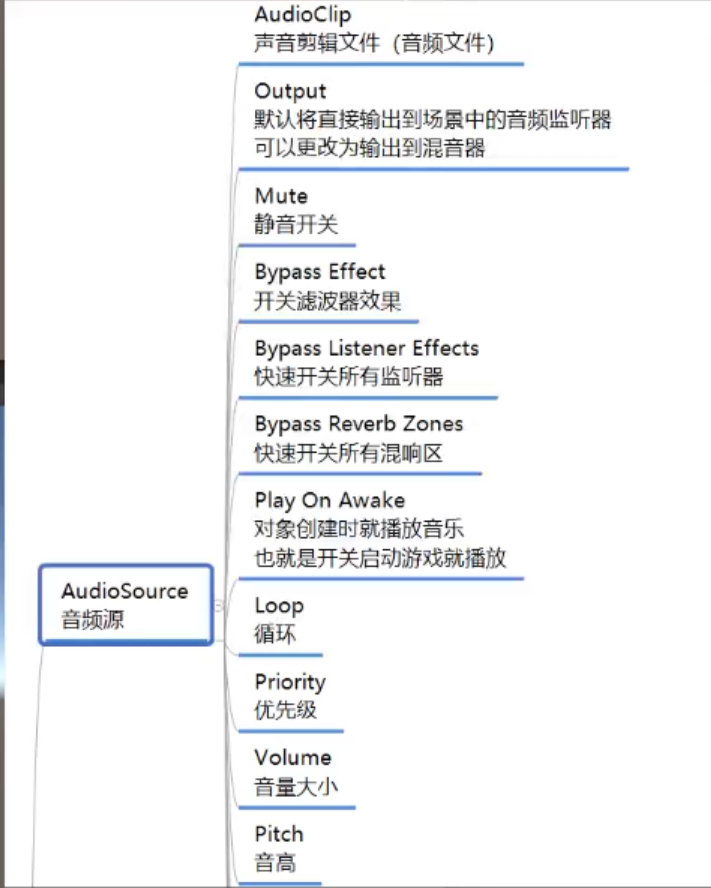 AudioClip
声音剪辑文件（音频文件）
Output
默认将直接输出到场景中的音频监听器
可以更改为输出到混音器
Mute
静音开关
Bypass Effect
开关滤波器效果
Bypass Listener Effects
快速开关所有监听器
Bypass Reverb Zones
快速开关所有混响区
Play On Awake
对象创建时就播放音乐
也就是开关启动游戏就播放
AudioSource
音频源
Loop
循环
Priority
优先级
Volume
音量大小
Pitch
音高